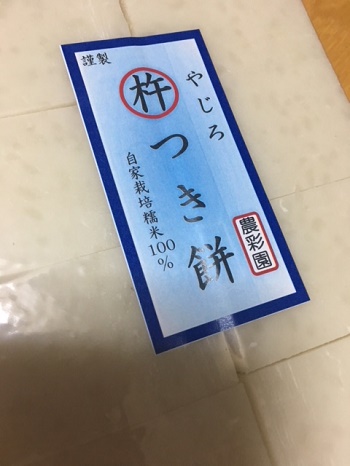 謹製
やじろ
杵つき餅
自家栽培糯米100%
農彩園